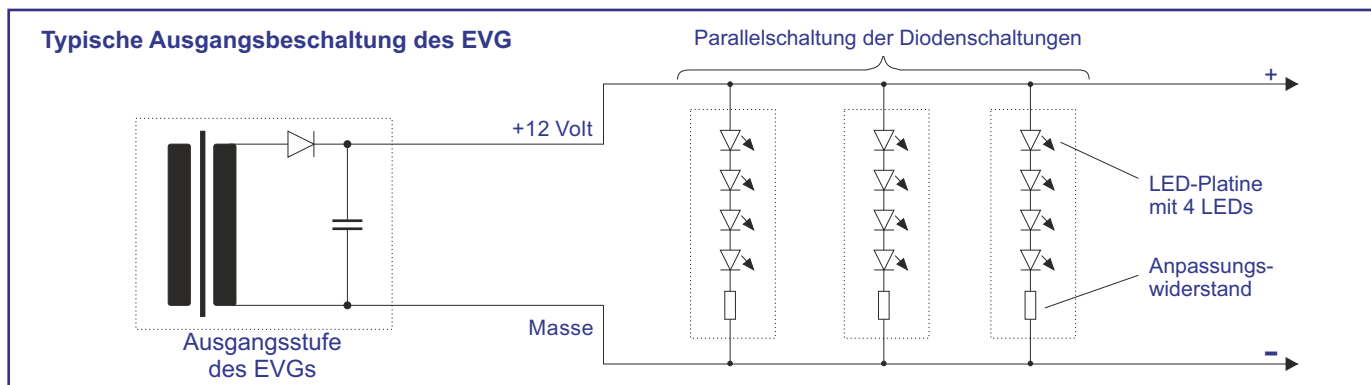 Typische Ausgangsbeschaltung des EVG
Parallelschaltung der Diodenschaltungen
+
+12 Volt
LED-Platine
mit 4 LEDs
Anpassungs-
widerstand
Masse
–
Ausgangsstufe
des EVGs